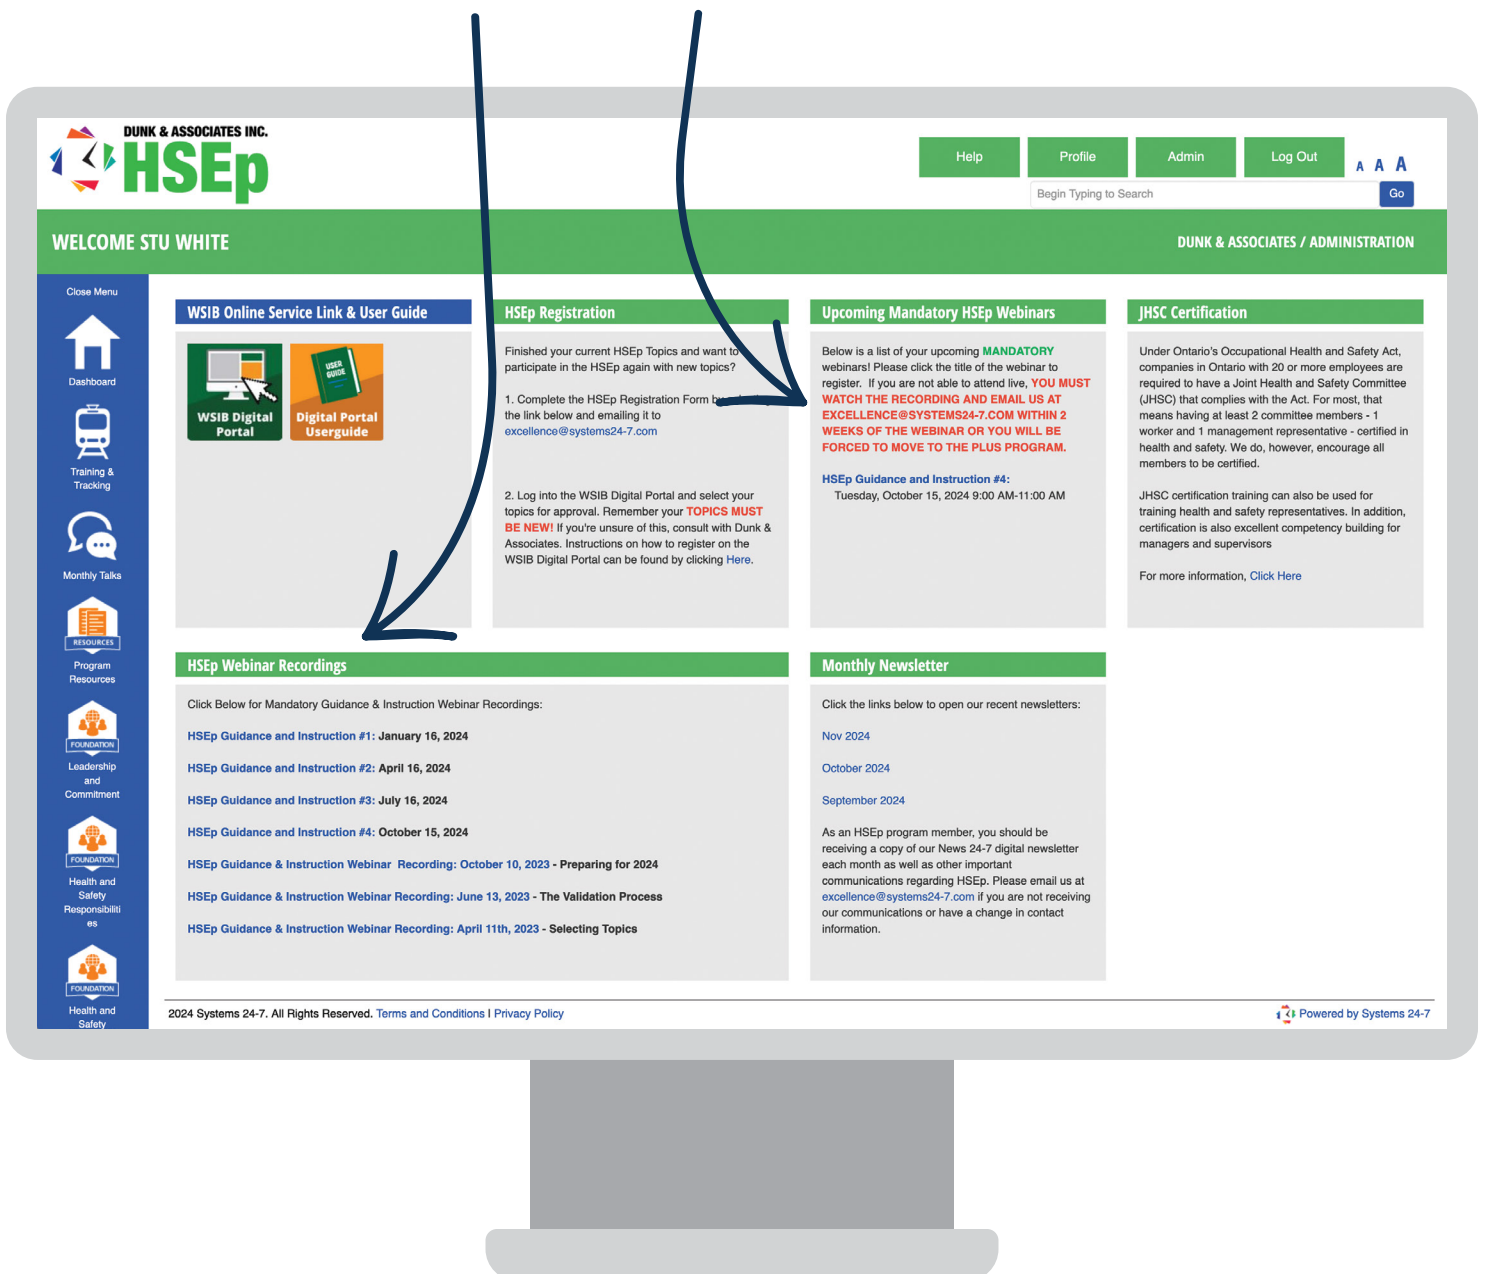 DUNK & ASSOCIATES INC.
HSEp
Help
Profile
Admin
Log Out
A A A
Begin Typing to Search
Go
WELCOME STU WHITE
DUNK & ASSOCIATES / ADMINISTRATION
Close Menu
Dashboard
Training &
Tracking
Monthly Talks
RESOURCES
Program
Resources
FOUNDATION
Leadership
and
Commitment
FOUNDATION
Health and
Safety
Responsibiliti
es
FOUNDATION
Health and
Safety
WSIB Online Service Link & User Guide
WSIB Digital
Portal
USER
GUIDE
Digital Portal
Userguide
HSEp Registration
Finished your current HSEp Topics and want to
participate in the HSEp again with new topics?
1. Complete the HSEp Registration Form by
the link below and emailing it to
excellence@systems24-7.com
2. Log into the WSIB Digital Portal and select your
topics for approval. Remember your TOPICS MUST
BE NEW! If you're unsure of this, consult with Dunk &
Associates. Instructions on how to register on the
WSIB Digital Portal can be found by clicking Here.
Upcoming Mandatory HSEp Webinars
Below is a list of your upcoming MANDATORY
webinars! Please click the title of the webinar to
register. If you are not able to attend live, YOU MUST
WATCH THE RECORDING AND EMAIL US AT
EXCELLENCE@SYSTEMS24-7.COM WITHIN 2
WEEKS OF THE WEBINAR OR YOU WILL BE
FORCED TO MOVE TO THE PLUS PROGRAM.
HSEp Guidance and Instruction #4:
Tuesday, October 15, 2024 9:00 AM-11:00 AM
JHSC Certification
Under Ontario's Occupational Health and Safety Act,
companies in Ontario with 20 or more employees are
required to have a Joint Health and Safety Committee
(JHSC) that complies with the Act. For most, that
means having at least 2 committee members - 1
worker and 1 management representative - certified in
health and safety. We do, however, encourage all
members to be certified.
JHSC certification training can also be used for
training health and safety representatives. In addition,
certification is also excellent competency building for
managers and supervisors
For more information, Click Here
HSEp Webinar Recordings
Click Below for Mandatory Guidance & Instruction Webinar Recordings:
HSEp Guidance and Instruction #1: January 16, 2024
HSEp Guidance and Instruction #2: April 16, 2024
HSEp Guidance and Instruction #3: July 16, 2024
HSEp Guidance and Instruction #4: October 15, 2024
HSEp Guidance & Instruction Webinar Recording: October 10, 2023 - Preparing for 2024
HSEp Guidance & Instruction Webinar Recording: June 13, 2023 - The Validation Process
HSEp Guidance & Instruction Webinar Recording: April 11th, 2023 - Selecting Topics
Monthly Newsletter
Click the links below to open our recent newsletters:
Nov 2024
October 2024
September 2024
As an HSEp program member, you should be
receiving a copy of our News 24-7 digital newsletter
each month as well as other important
communications regarding HSEp. Please email us at
excellence@systems24-7.com if you are not receiving
our communications or have a change in contact
information.
2024 Systems 24-7. All Rights Reserved. Terms and Conditions | Privacy Policy
Powered by Systems 24-7